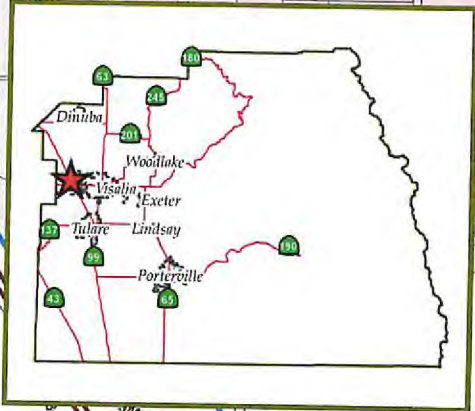 180
63
245
Dinuba
201
Woodlake
Visalia
Exeter
137
Tulare
Lindsay
190
99
Porterville
43
65